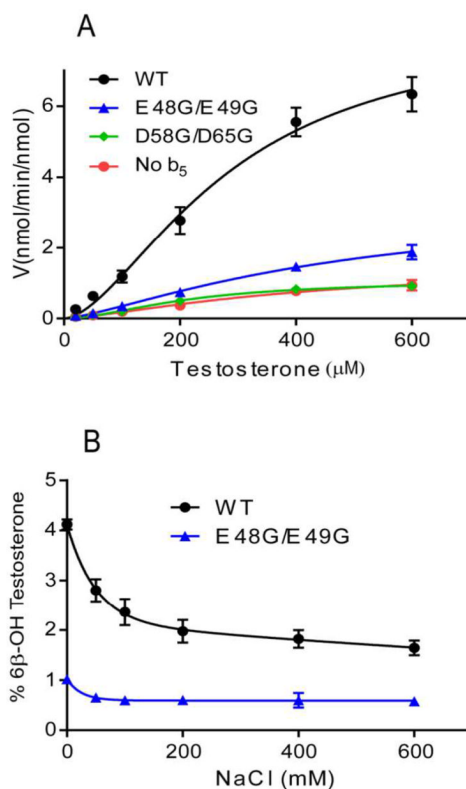 A
WT
E48G/E49G
D58G/D65G
No b5
V(nmol/min/nmol)
6
4
2
0
0 200 400 600
Testosterone (μM)
B
WT
E48G/E49G
% 6β-OH Testosterone
5
4
3
2
1
0
0 200 400 600
NaCl (mM)